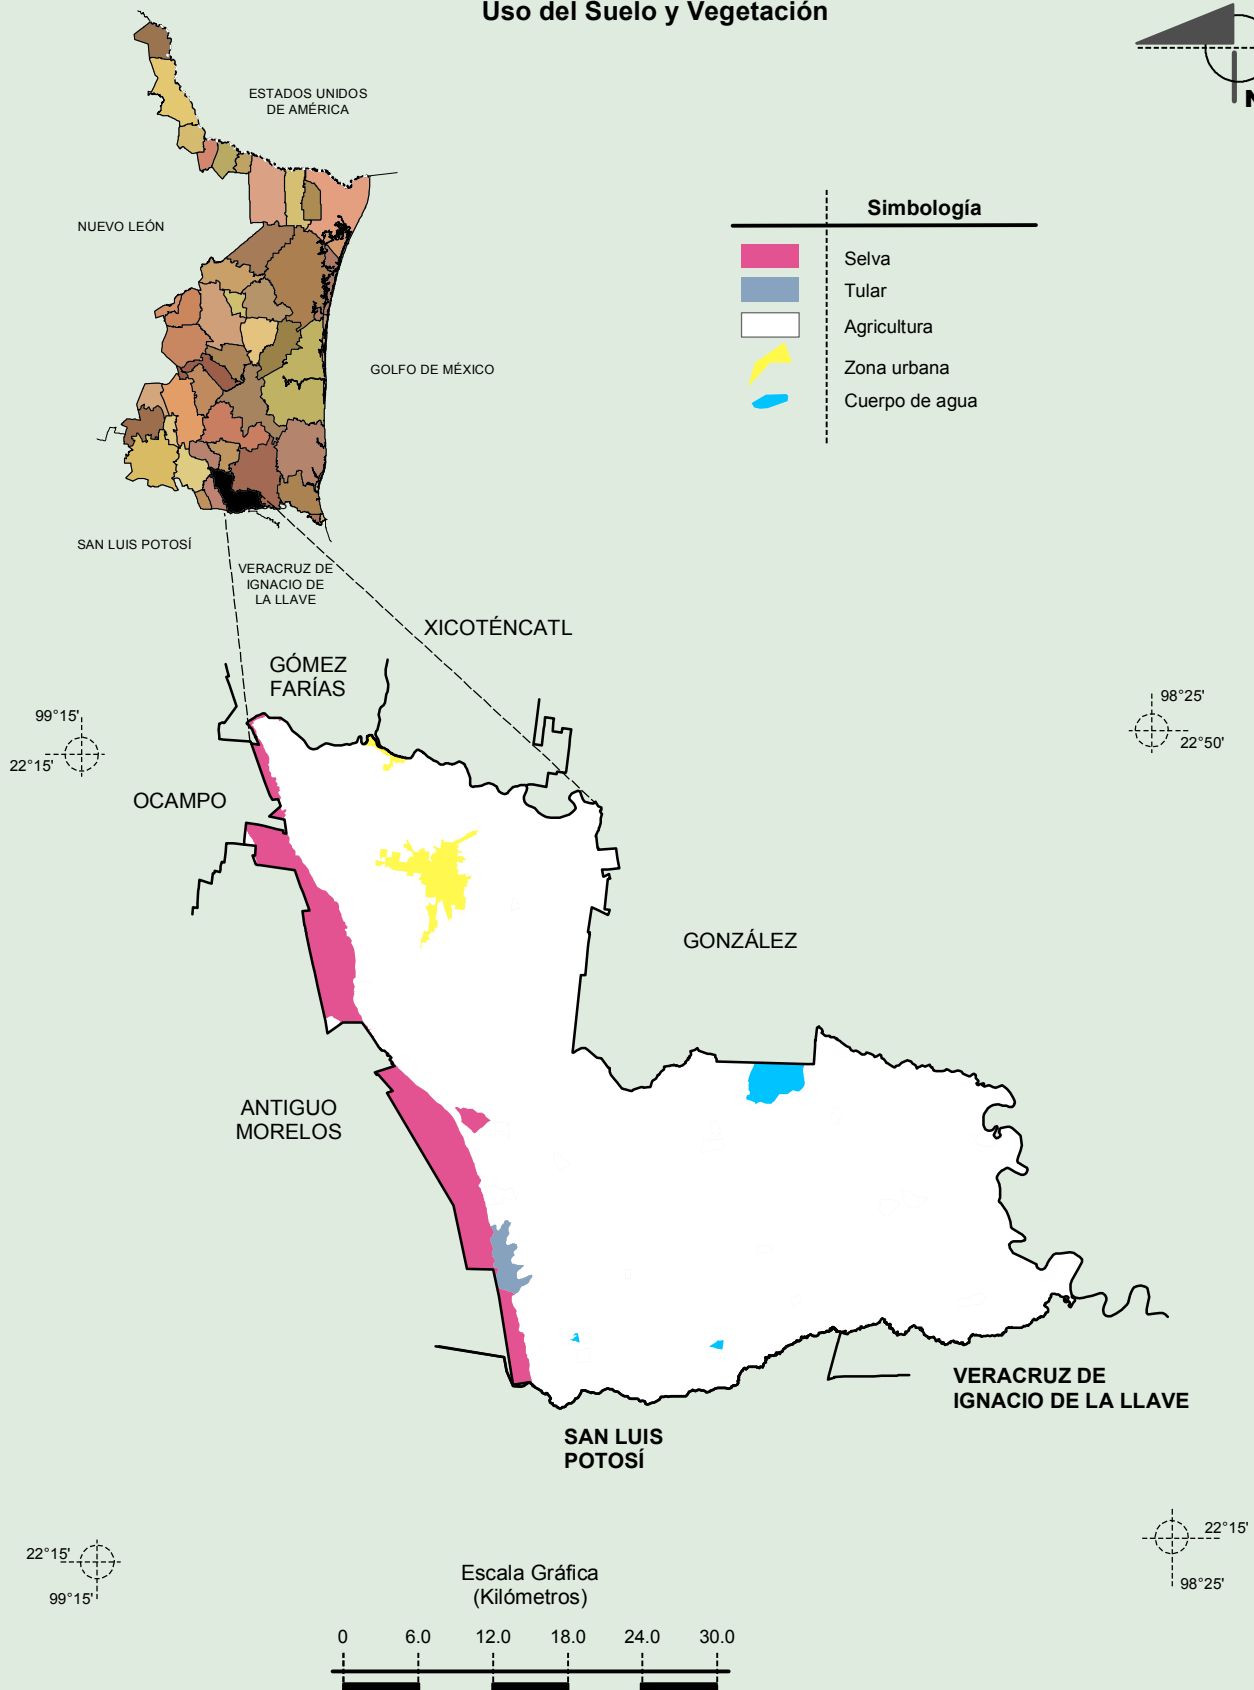 Uso del Suelo y Vegetación
N
ESTADOS UNIDOS
DE AMÉRICA
NUEVO LEÓN
GOLFO DE MÉXICO
SAN LUIS POTOSÍ
VERACRUZ DE
IGNACIO DE
LA LLAVE
Simbología
Selva
Tular
Agricultura
Zona urbana
Cuerpo de agua
XICOTÉNCATL
GÓMEZ
FARÍAS
99°15'
22°15'
98°25'
22°50'
OCAMPO
GONZÁLEZ
ANTIGUO
MORELOS
VERACRUZ DE
IGNACIO DE LA LLAVE
SAN LUIS
POTOSÍ
22°15'
99°15'
22°15'
98°25'
Escala Gráfica
(Kilómetros)
0 6.0 12.0 18.0 24.0 30.0